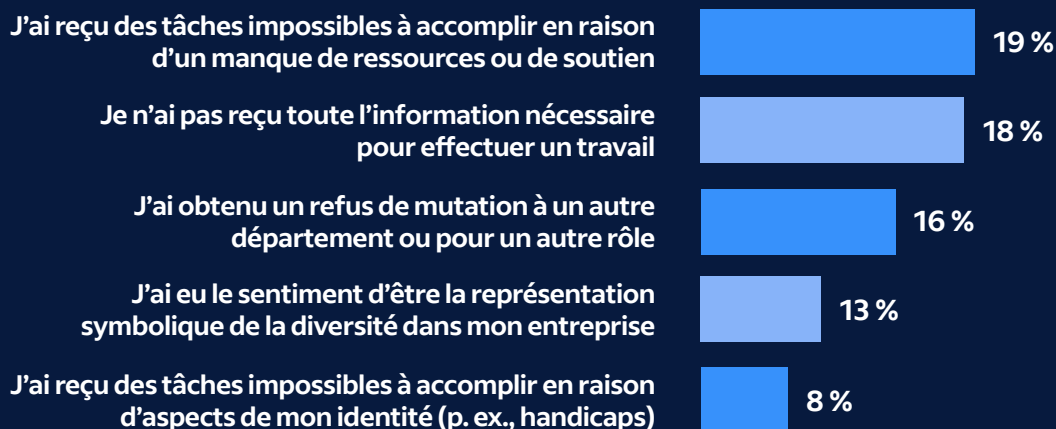 J'ai reçu des tâches impossibles à accomplir en raison
d'un manque de ressources ou de soutien
19 %
Je n'ai pas reçu toute l'information nécessaire
pour effectuer un travail
18 %
J'ai obtenu un refus de mutation à un autre
département ou pour un autre rôle
16 %
J'ai eu le sentiment d'être la représentation
symbolique de la diversité dans mon entreprise
13 %
J'ai reçu des tâches impossibles à accomplir en raison
d'aspects de mon identité (p. ex., handicaps)
8 %